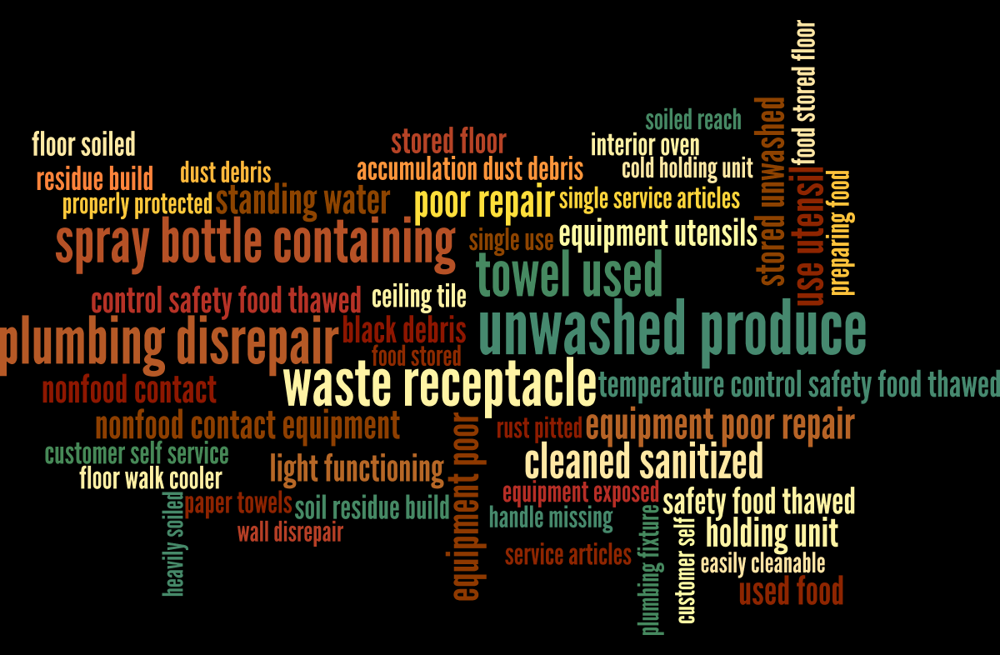 food stored floor
soiled reach
stored unwashed
floor soiled
stored floor
interior oven
residue build
dust debris
accumulation dust debris
cold holding unit
use utensil
preparing food
properly protected
standing water
poor repair
single service articles
spray bottle containing
single use
equipment utensils
towel used
control safety food thawed
ceiling tile
unwashed produce
plumbing disrepair
black debris
food stored
waste receptacle
temperature control safety food thawed
nonfood contact
nonfood contact equipment
equipment poor
rust pitted
equipment poor repair
customer self service
light functioning
cleaned sanitized
floor walk cooler
equipment exposed
safety food thawed
heavily soiled
paper towels
soil residue build
handle missing
plumbing fixture
customer self
holding unit
wall disrepair
service articles
easily cleanable
used food